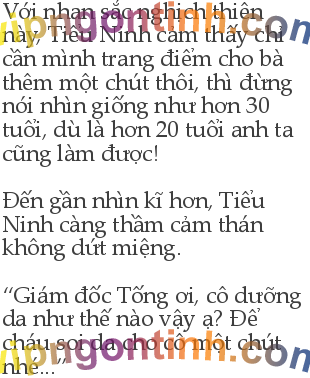 Với nhan sắc nghịch thiên
này, Tiểu Ninh cảm thấy chỉ
cần mình trang điểm cho bà
thêm một chút thôi, thì đừng
nói nhìn giống như hơn 30
tuổi, dù là hơn 20 tuổi anh ta
cũng làm được!
Đến gần nhìn kĩ hơn, Tiểu
Ninh càng thầm cảm thán
không dứt miệng.
“Giám đốc Tống ơi, cô dưỡng
da như thế nào vậy ạ? Để
cháu soi da cho cô một chút
nhé...”
vipngontinh.com
vipngontinh.com